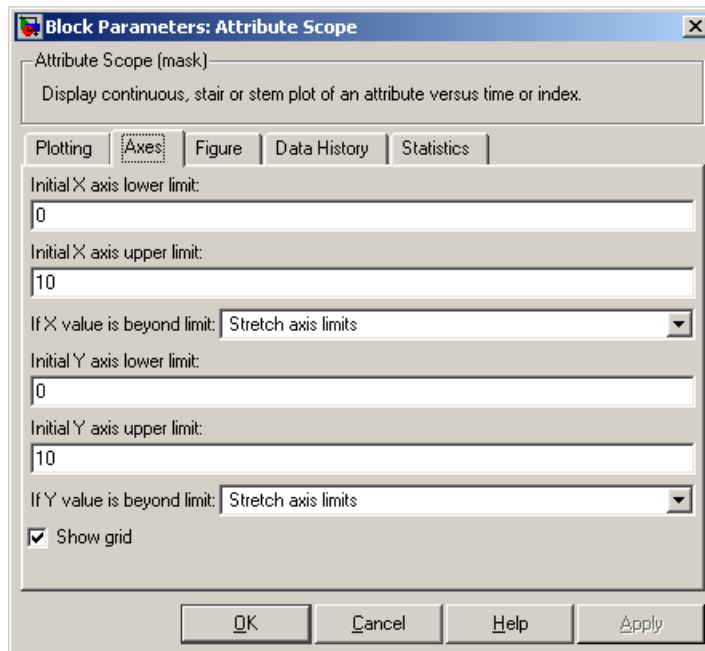 Block Parameters: Attribute Scope
Attribute Scope (mask)
Display continuous, stair or stem plot of an attribute versus time or index.
Plotting Axes Figure Data History Statistics
Initial X axis lower limit:
0
Initial X axis upper limit:
10
If X value is beyond limit: Stretch axis limits
Initial Y axis lower limit:
0
Initial Y axis upper limit:
10
If Y value is beyond limit: Stretch axis limits
Show grid
OK Cancel Help Apply